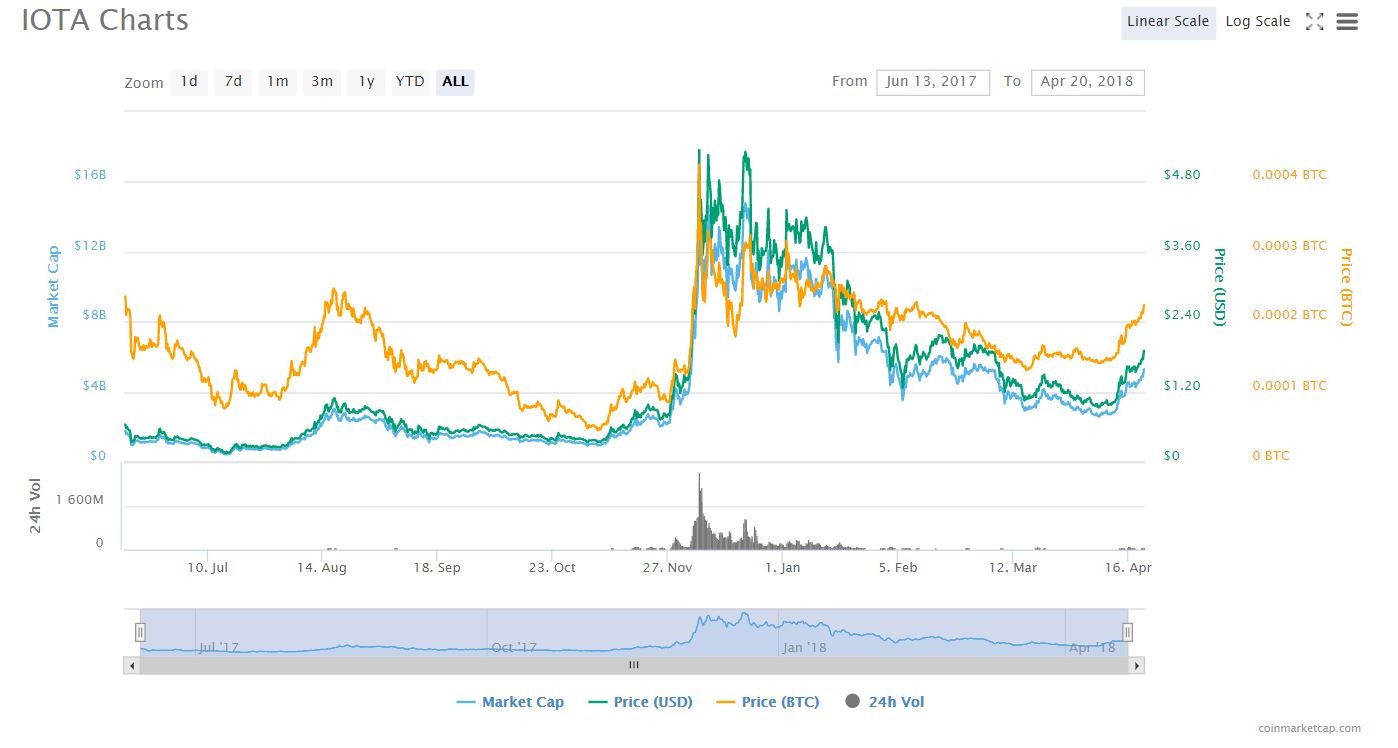 IOTA Charts
Linear Scale Log Scale
Zoom 1d 7d 1m 3m 1y YTD ALL From Jun 13, 2017 To Apr 20, 2018
$16B $4.80 0.0004 BTC
$12B $3.60 0.0003 BTC
Market Cap Price (USD) Price (BTC)
$8B $2.40 0.0002 BTC
$4B $1.20 0.0001 BTC
$0 $0 0 BTC
24h Vol
1 600M
0
10. Jul 14. Aug 18. Sep 23. Oct 27. Nov 1. Jan 5. Feb 12. Mar 16. Apr
Jul '17 Oct '17 Jan '18 Apr '18
Market Cap Price (USD) Price (BTC) 24h Vol
coinmarketcap.com